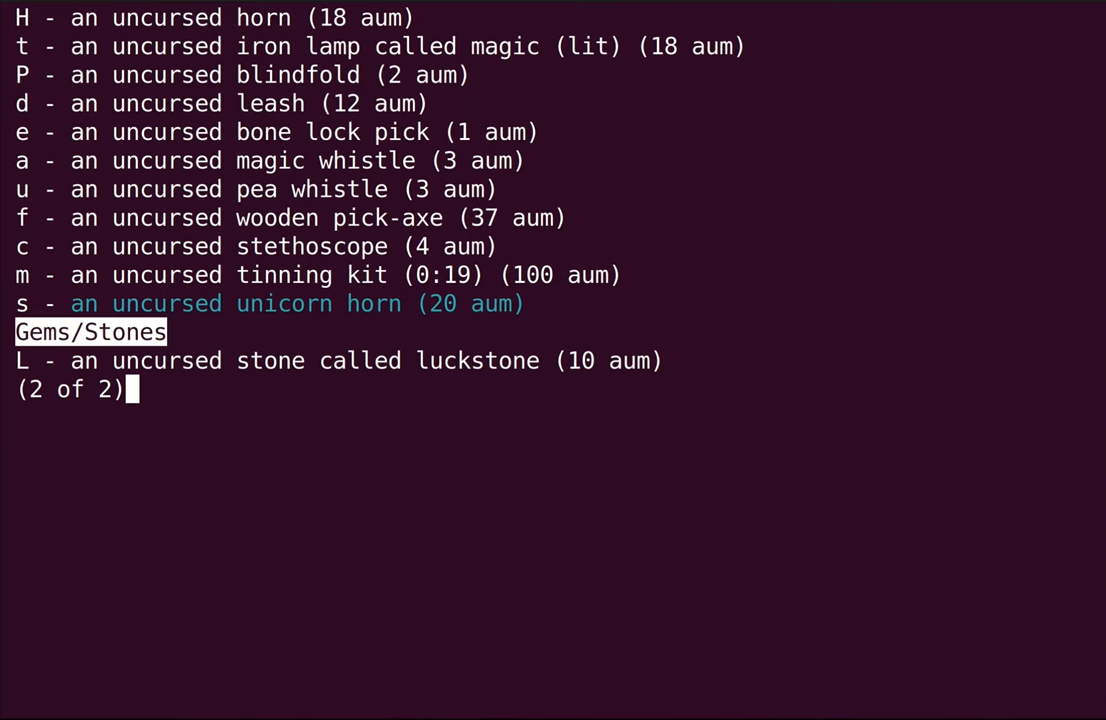 H - an uncursed horn (18 aum)
t - an uncursed iron lamp called magic (lit) (18 aum)
P - an uncursed blindfold (2 aum)
d - an uncursed leash (12 aum)
e - an uncursed bone lock pick (1 aum)
a - an uncursed magic whistle (3 aum)
u - an uncursed pea whistle (3 aum)
f - an uncursed wooden pick-axe (37 aum)
c - an uncursed stethoscope (4 aum)
m - an uncursed tinning kit (0:19) (100 aum)
s - an uncursed unicorn horn (20 aum)
Gems/Stones
L - an uncursed stone called luckstone (10 aum)
(2 of 2)